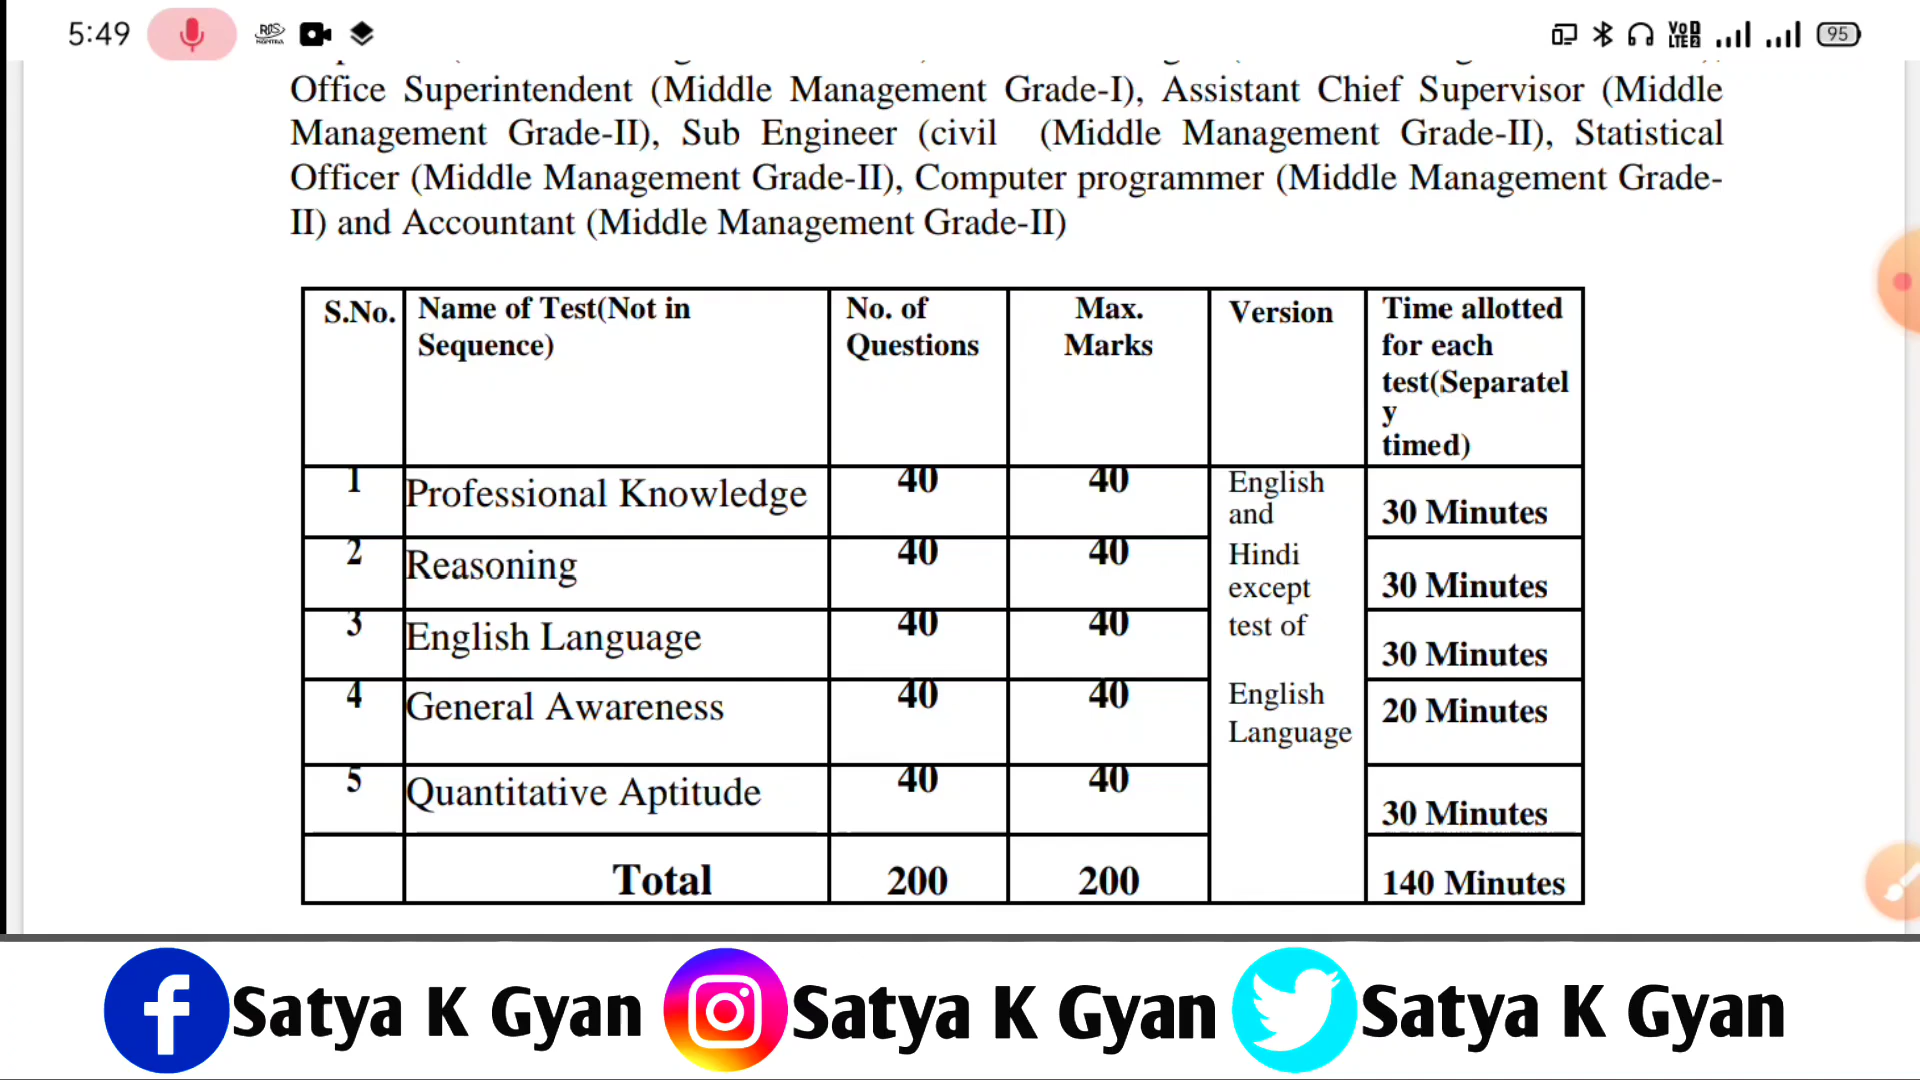 5:49
95
Office Superintendent (Middle Management Grade-I), Assistant Chief Supervisor (Middle
Management Grade-II), Sub Engineer (civil (Middle Management Grade-II), Statistical
Officer (Middle Management Grade-II), Computer programmer (Middle Management Grade-
II) and Accountant (Middle Management Grade-II)
S.No. Name of Test(Not in Sequence) No. of Questions Max. Marks Version Time allotted for each test(Separatel y timed)
1 Professional Knowledge 40 40 English and 30 Minutes
2 Reasoning 40 40 Hindi except 30 Minutes
3 English Language 40 40 test of 30 Minutes
4 General Awareness 40 40 English Language 20 Minutes
5 Quantitative Aptitude 40 40 30 Minutes
Total 200 200 140 Minutes
Satya K Gyan Satya K Gyan Satya K Gyan